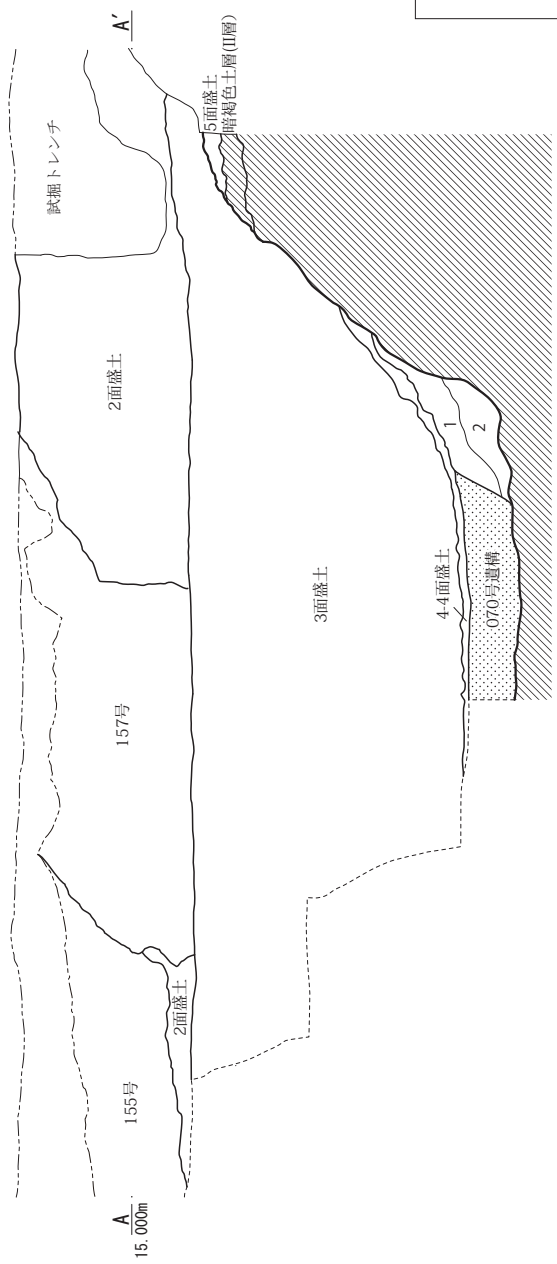 A
15.000m
A′
試掘トレンチ
2面盛土
157号
155号
2面盛土
3面盛土
5面盛土
暗褐色土層(II層)
1
2
4-4面盛土
070号遺構